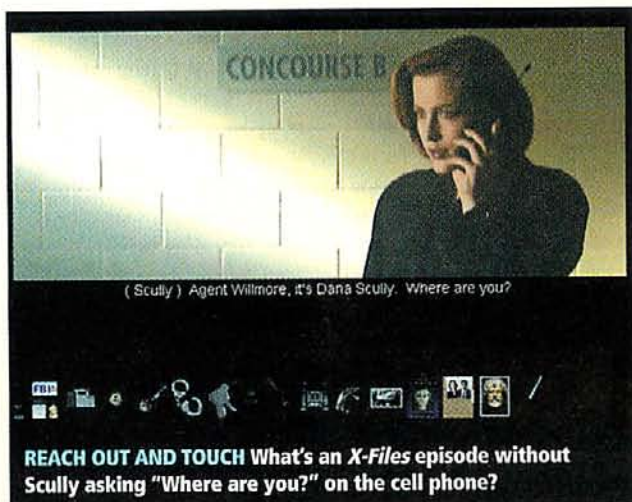 CONCOURSE B
( Scully ) Agent Willmore, it's Dana Scully. Where are you?
FBI
REACH OUT AND TOUCH What's an X-Files episode without
Scully asking "Where are you?" on the cell phone?